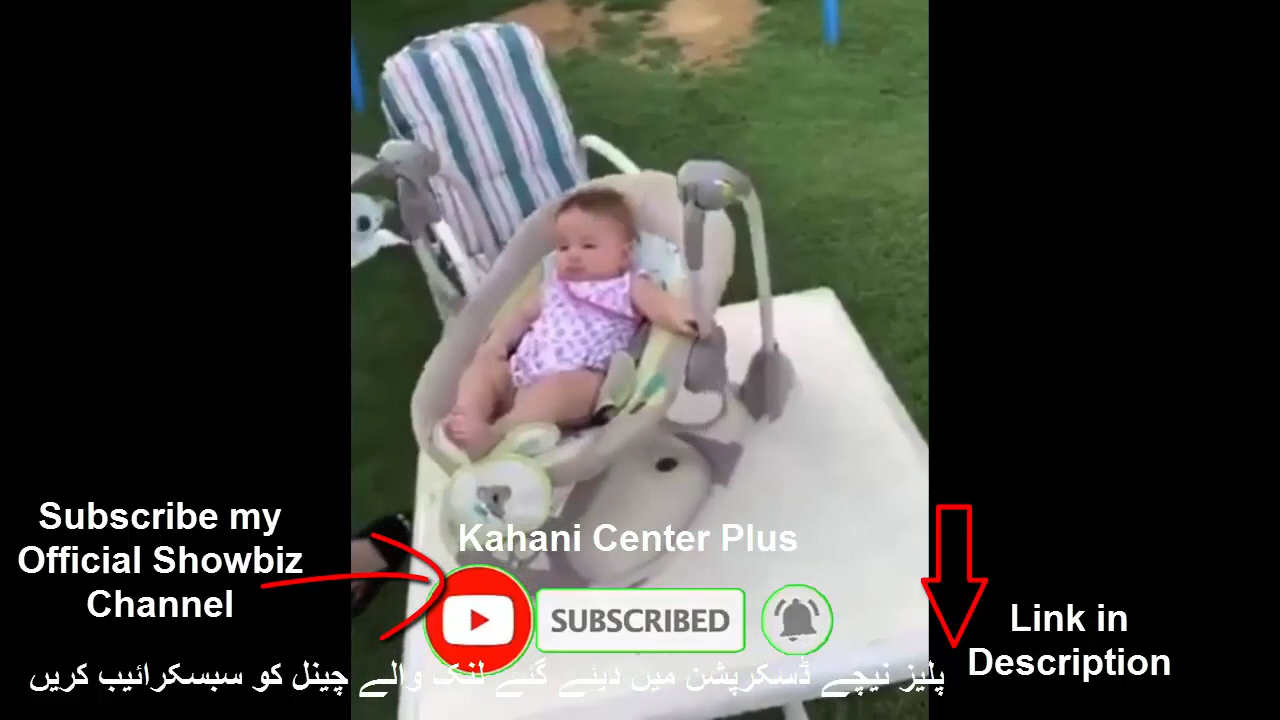 Subscribe my
Official Showbiz
Channel
Kahani Center Plus
SUBSCRIBED
Link in
Description
پلیز نیچے ڈسکرپشن میں دیئے گئے لنک والے چینل کو سبسکرائیب کریں